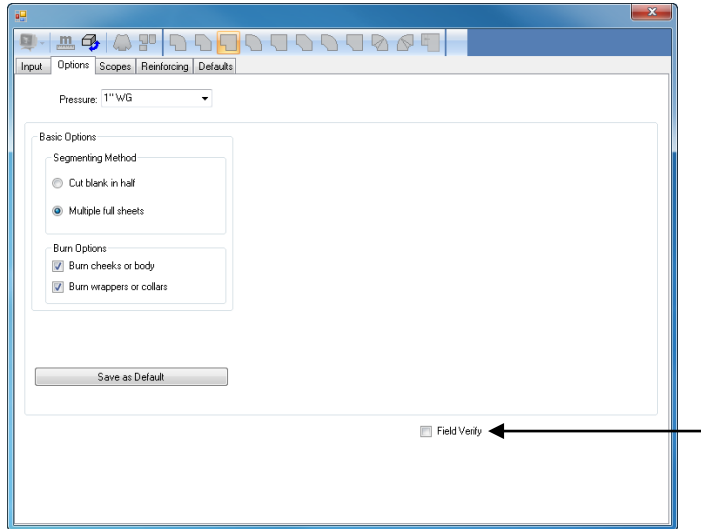 Input Options Scopes Reinforcing Defaults
Pressure: 1" WG
Basic Options
Segmenting Method
Cut blank in half
Multiple full sheets
Burn Options
Burn cheeks or body
Burn wrappers or collars
Save as Default
Field Verify